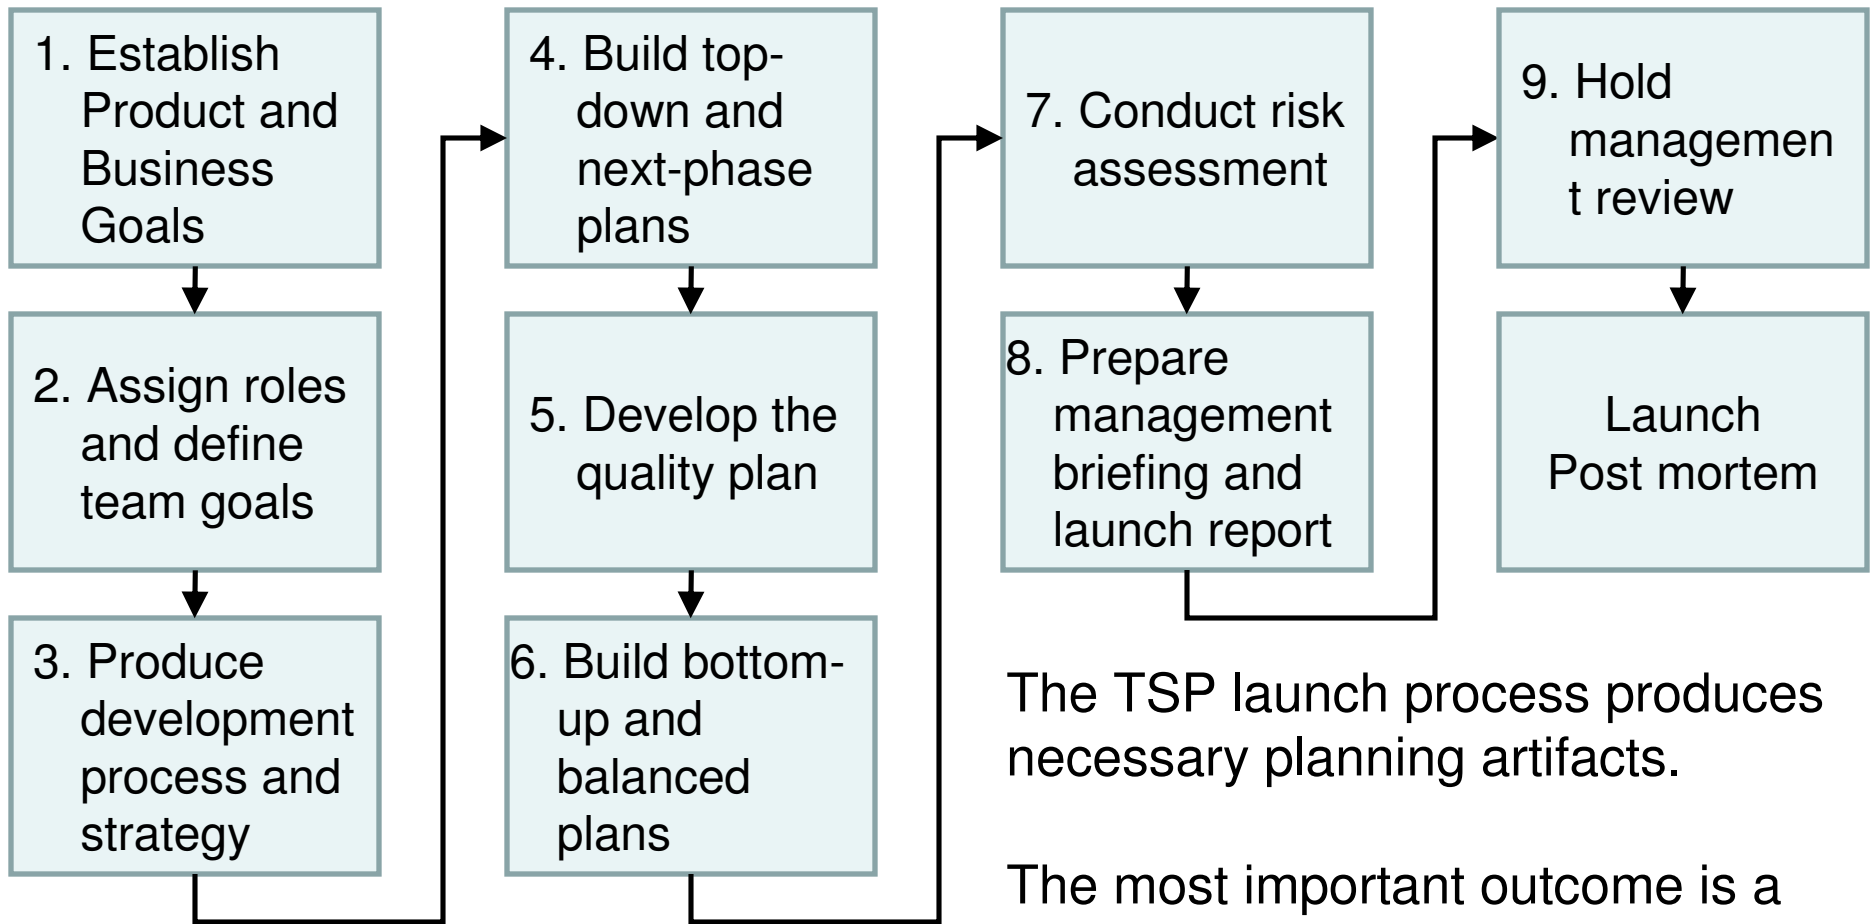 1. Establish
Product and
Business
Goals
2. Assign roles
and define
team goals
3. Produce
development
process and
strategy
4. Build top-
down and
next-phase
plans
5. Develop the
quality plan
6. Build bottom-
up and
balanced
plans
7. Conduct risk
assessment
8. Prepare
management
briefing and
launch report
9. Hold
managemen
t review
Launch
Post mortem
The TSP launch process produces
necessary planning artifacts.
The most important outcome is a